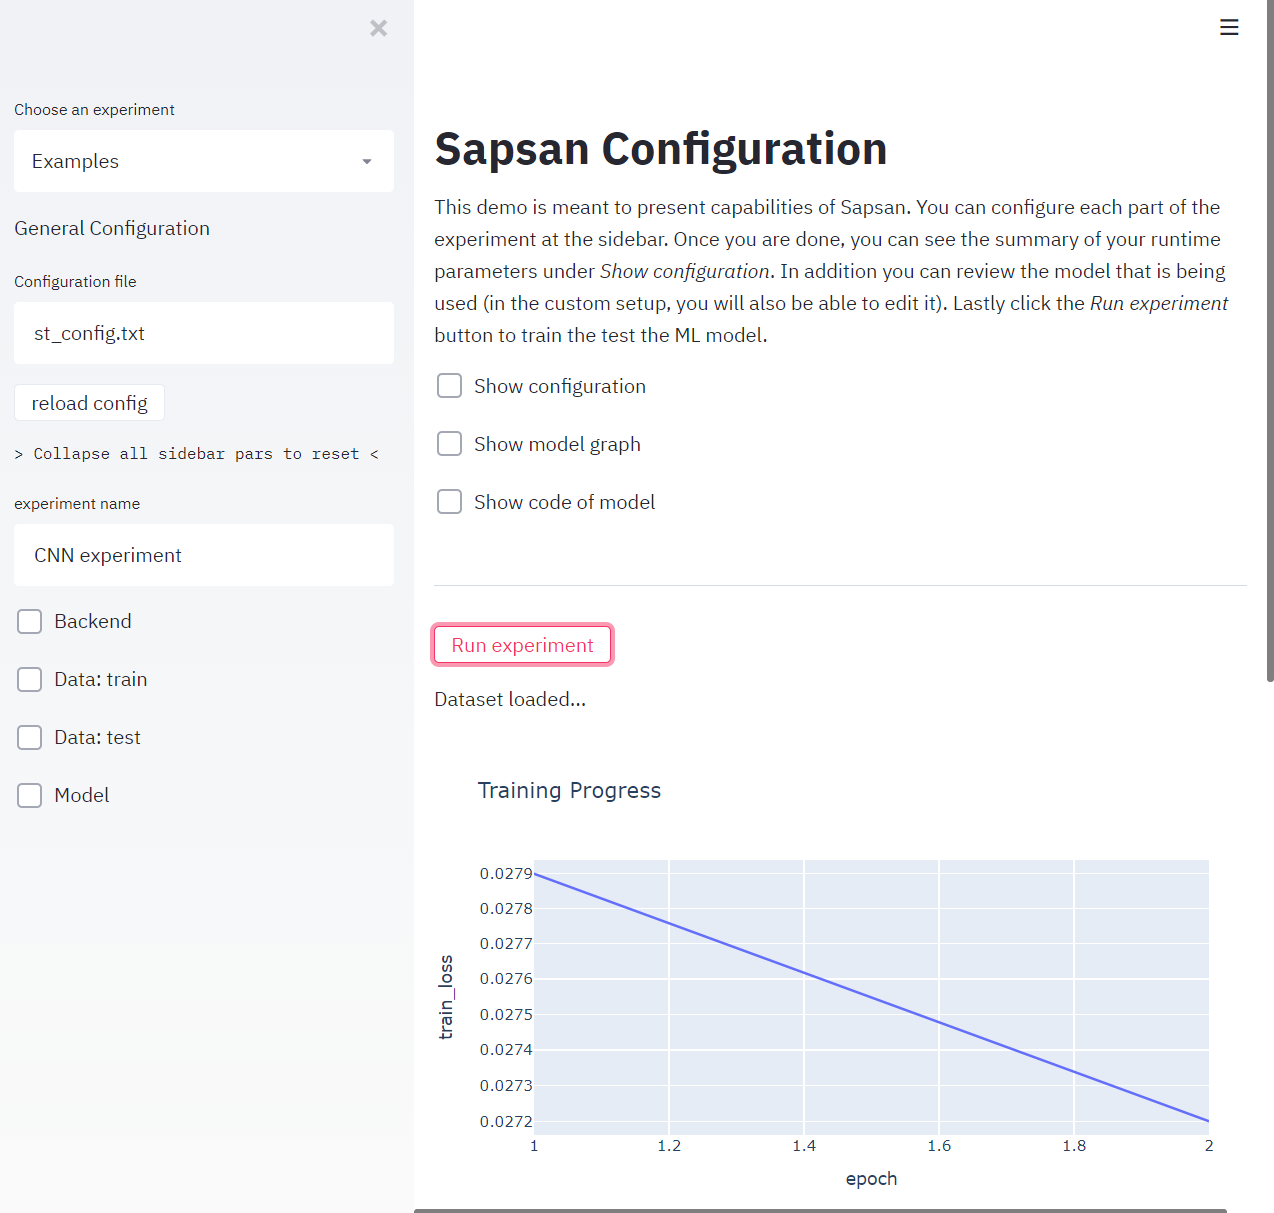 Choose an experiment
Examples
General Configuration
Configuration file
st_config.txt
reload config
> Collapse all sidebar pars to reset <
experiment name
CNN experiment
Backend
Data: train
Data: test
Model
Sapsan Configuration
This demo is meant to present capabilities of Sapsan. You can configure each part of the
experiment at the sidebar. Once you are done, you can see the summary of your runtime
parameters under Show configuration. In addition you can review the model that is being
used (in the custom setup, you will also be able to edit it). Lastly click the Run experiment
button to train the test the ML model.
Show configuration
Show model graph
Show code of model
Run experiment
Dataset loaded...
Training Progress
0.0279
0.0278
0.0277
0.0276
0.0275
0.0274
0.0273
0.0272
train_loss
1 1.2 1.4 1.6 1.8 2
epoch